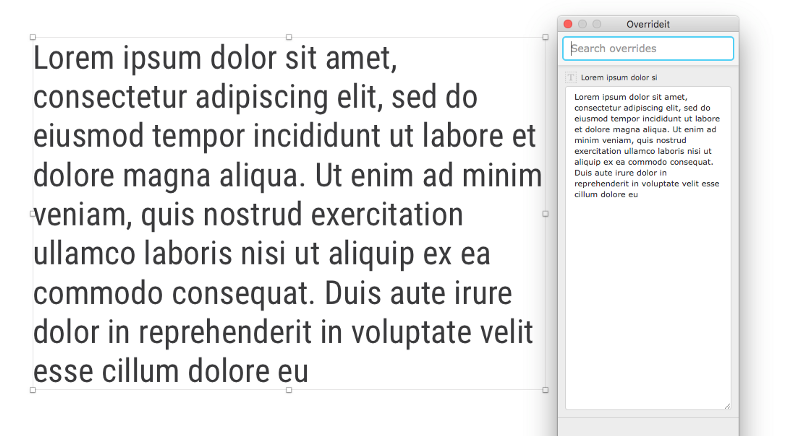 Lorem ipsum dolor sit amet,
consectetur adipiscing elit, sed do
eiusmod tempor incididunt ut labore et
dolore magna aliqua. Ut enim ad minim
veniam, quis nostrud exercitation
ullamco laboris nisi ut aliquip ex ea
commodo consequat. Duis aute irure
dolor in reprehenderit in voluptate velit
esse cillum dolore eu
Overrideit
Search overrides
T Lorem ipsum dolor si
Lorem ipsum dolor sit amet,
consectetur adipiscing elit, sed do
eiusmod tempor incididunt ut labore
et dolore magna aliqua. Ut enim ad
minim veniam, quis nostrud
exercitation ullamco laboris nisi ut
aliquip ex ea commodo consequat.
Duis aute irure dolor in
reprehenderit in voluptate velit esse
cillum dolore eu